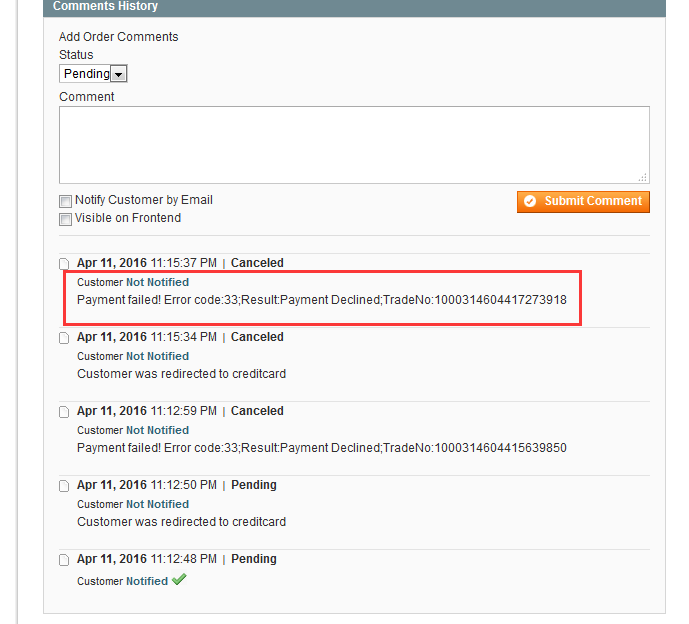 Comments History
Add Order Comments
Status
Pending
Comment
Notify Customer by Email
Visible on Frontend
Submit Comment
Apr 11, 2016 11:15:37 PM | Canceled
Customer Not Notified
Payment failed! Error code:33;Result:Payment Declined;TradeNo:1000314604417273918
Apr 11, 2016 11:15:34 PM | Canceled
Customer Not Notified
Customer was redirected to creditcard
Apr 11, 2016 11:12:59 PM | Canceled
Customer Not Notified
Payment failed! Error code:33;Result:Payment Declined;TradeNo:1000314604415639850
Apr 11, 2016 11:12:50 PM | Pending
Customer Not Notified
Customer was redirected to creditcard
Apr 11, 2016 11:12:48 PM | Pending
Customer Notified